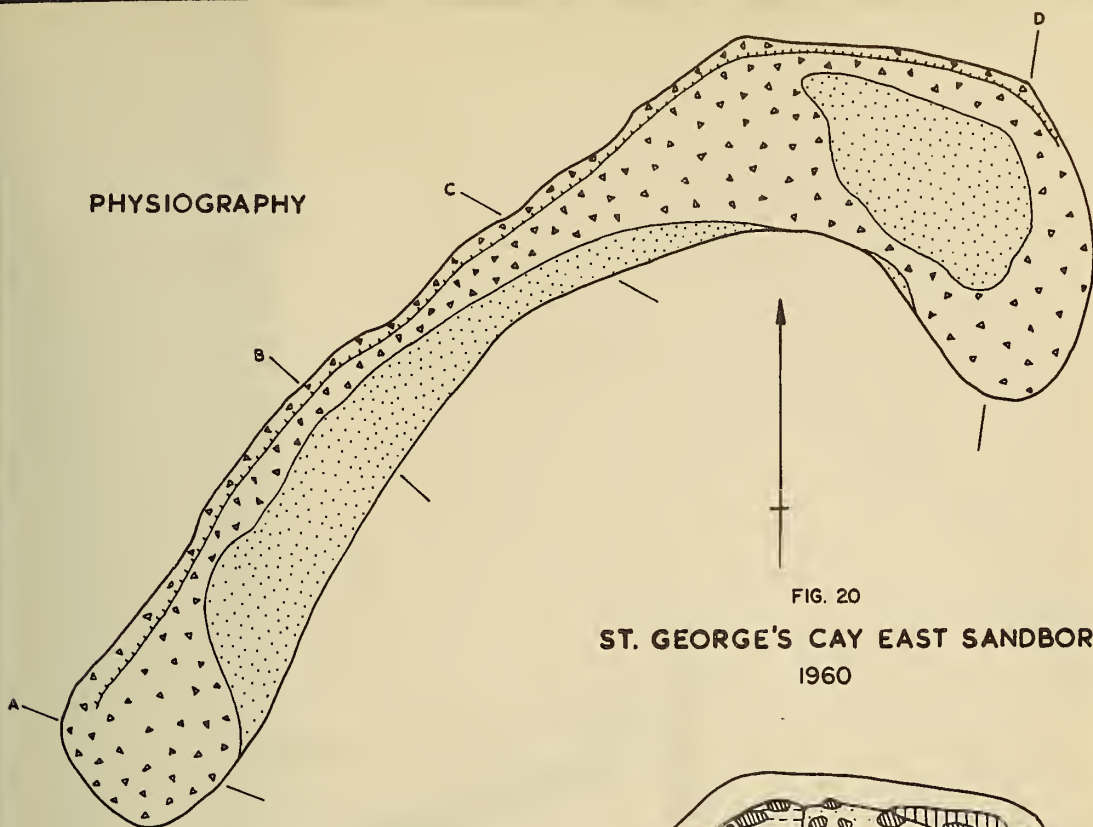 D
PHYSIOGRAPHY
C
B
A
FIG. 20
ST. GEORGE'S CAY EAST SANDBOR
1960